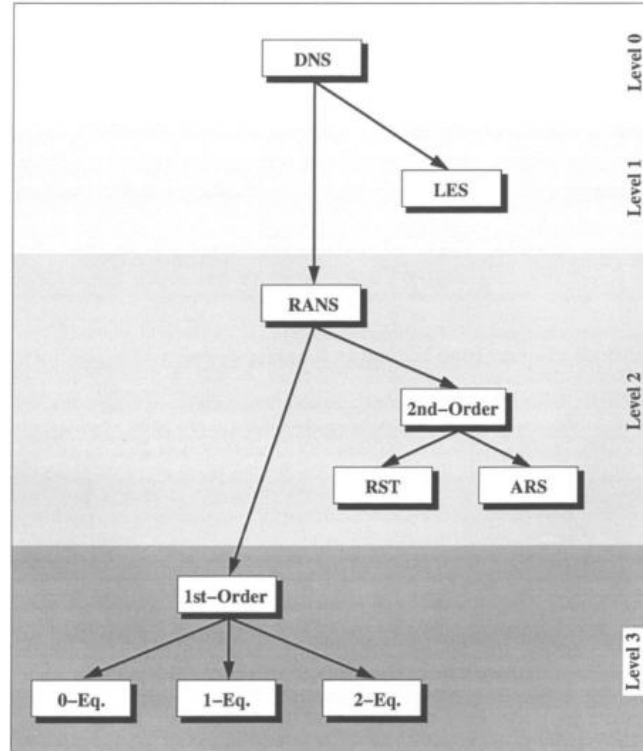 DNS
Level 0
LES
Level 1
RANS
2nd-Order
Level 2
RST
ARS
1st-Order
Level 3
0-Eq.
1-Eq.
2-Eq.